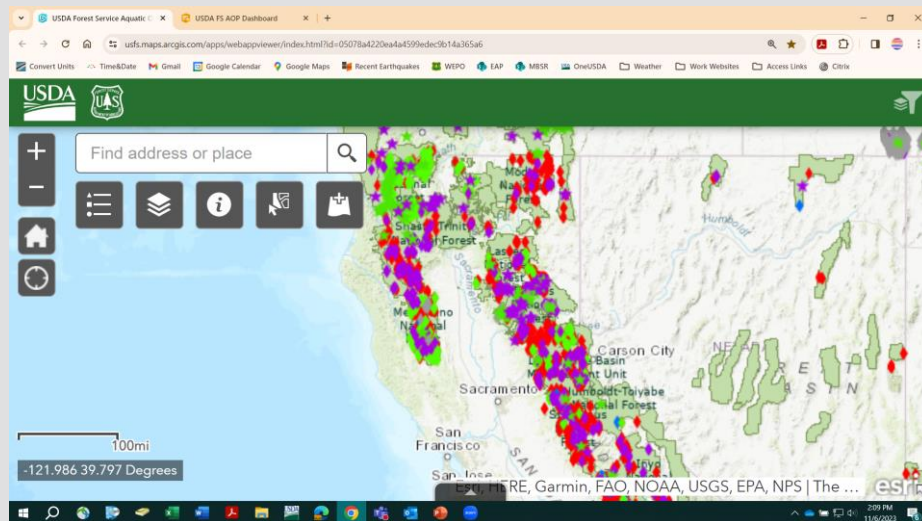 USDA Forest Service Aquatic C
USDA FS AOP Dashboard
usfs.maps.arcgis.com/apps/webappviewer/index.html?id=05078a4220ea4a4599edec9b14a365a6
Convert Units
Time&Date
Gmail
Google Calendar
Google Maps
Recent Earthquakes
WEPO
EAP
MBSR
OneUSDA
Weather
Work Websites
Access Links
Citrix
USDA
Find address or place
Humboldt
Shasta Trinity
Forest
Sacramento
Carson City
Basin
Humboldt-Toiyabe
National Forest
Sacramento
San
Francisco
San Jose
Inyo
100mi
-121.986 39.797 Degrees
Esri, HERE, Garmin, FAO, NOAA, USGS, EPA, NPS | The ...
esri
2:09 PM
11/6/2023